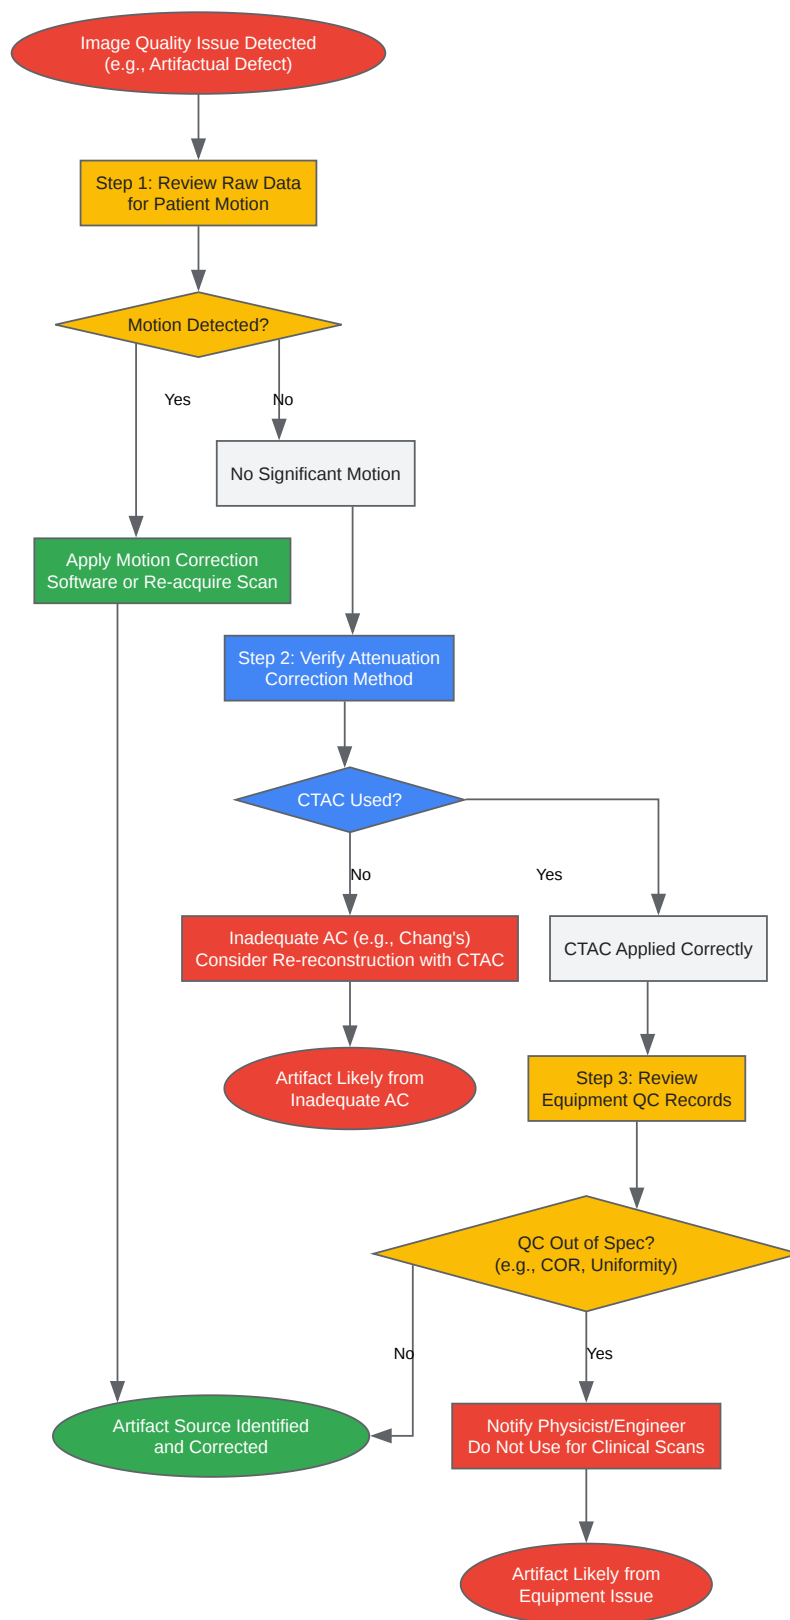 Image Quality Issue Detected
(e.g., Artifactual Defect)
Step 1: Review Raw Data
for Patient Motion
Motion Detected?
Yes
No
No Significant Motion
Apply Motion Correction
Software or Re-acquire Scan
Step 2: Verify Attenuation
Correction Method
CTAC Used?
No
Yes
Inadequate AC (e.g., Chang's)
Consider Re-reconstruction with CTAC
CTAC Applied Correctly
Artifact Likely from
Inadequate AC
Step 3: Review
Equipment QC Records
QC Out of Spec?
(e.g., COR, Uniformity)
No
Yes
Artifact Source Identified
and Corrected
Notify Physicist/Engineer
Do Not Use for Clinical Scans
Artifact Likely from
Equipment Issue